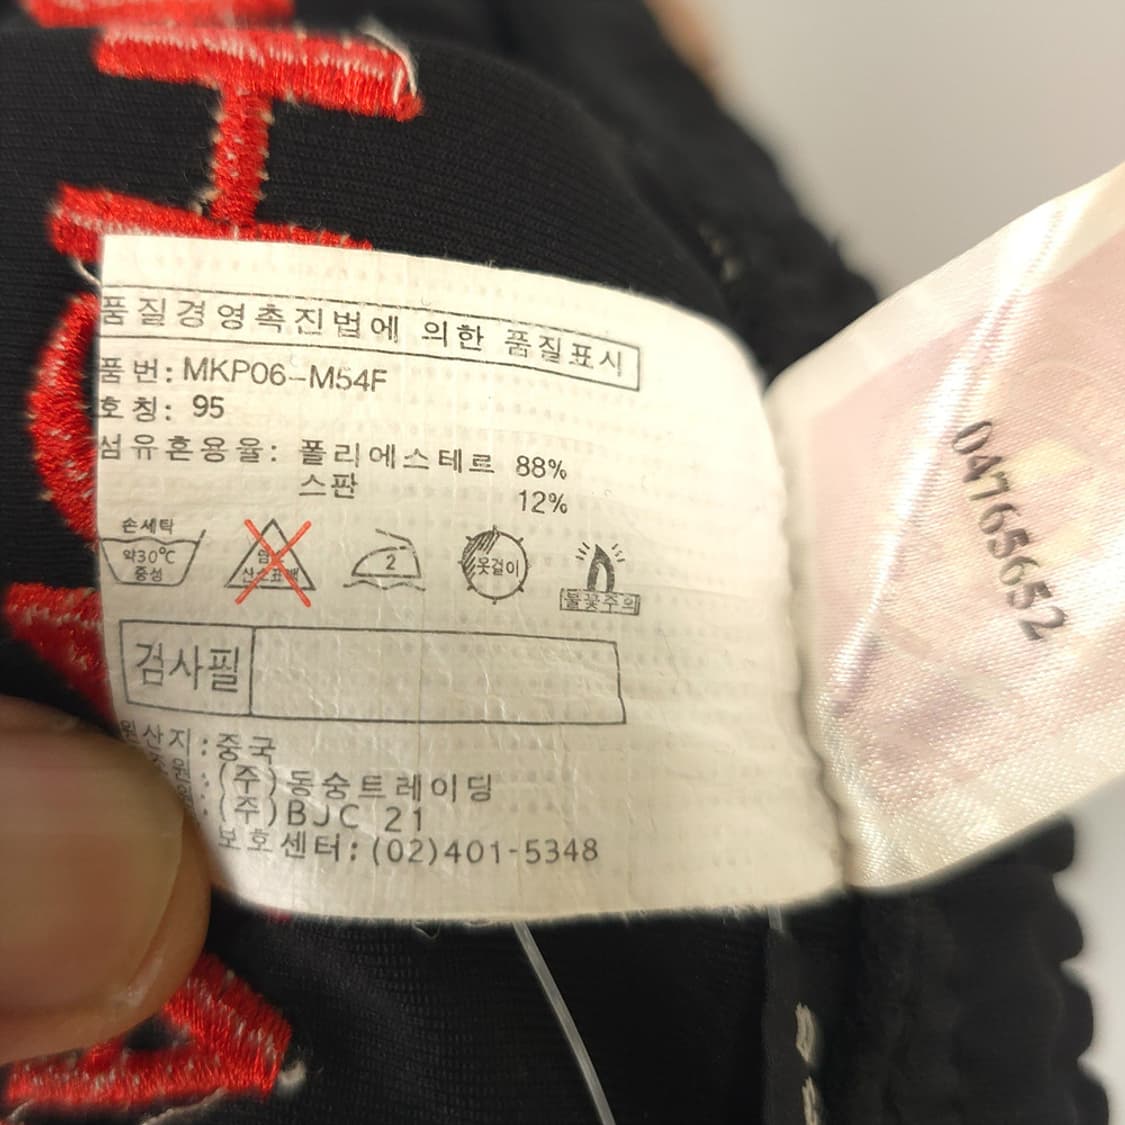 품질경영촉진법에 의한 품질표시
품번: MKP06-M54F
호칭: 95
섬유혼용율: 폴리에스테르 88%
스판 12%
손세탁
약30℃
중성
2
옷걸이
불꽃주의
검사필
원산지: 중국
(주)동숭트레이딩
(주)BJC 21
보호센터: (02)401-5348
04765652